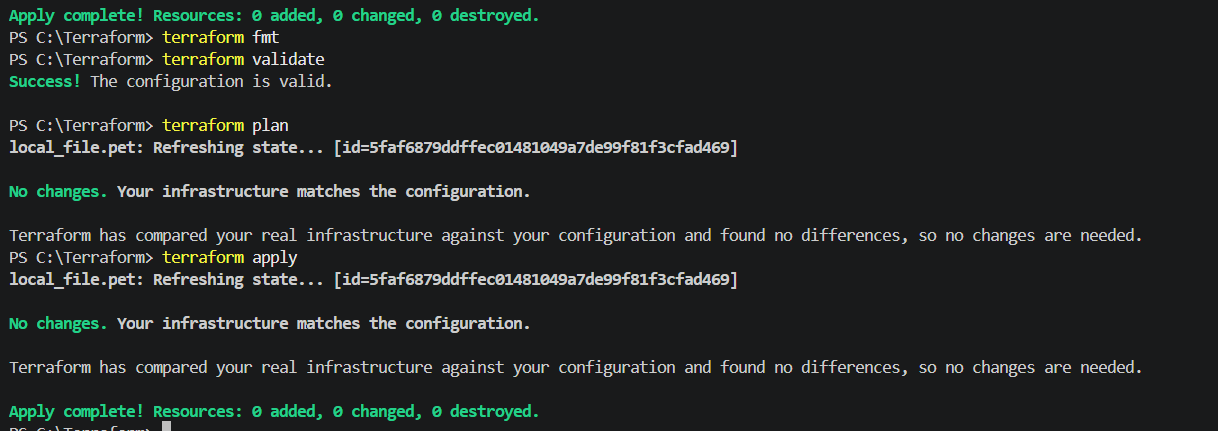 Apply complete! Resources: 0 added, 0 changed, 0 destroyed.
PS C:\Terraform> terraform fmt
PS C:\Terraform> terraform validate
Success! The configuration is valid.
PS C:\Terraform> terraform plan
local_file.pet: Refreshing state... [id=5faf6879ddffec01481049a7de99f81f3cfad469]
No changes. Your infrastructure matches the configuration.
Terraform has compared your real infrastructure against your configuration and found no differences, so no changes are needed.
PS C:\Terraform> terraform apply
local_file.pet: Refreshing state... [id=5faf6879ddffec01481049a7de99f81f3cfad469]
No changes. Your infrastructure matches the configuration.
Terraform has compared your real infrastructure against your configuration and found no differences, so no changes are needed.
Apply complete! Resources: 0 added, 0 changed, 0 destroyed.
PS C:\Terraform>